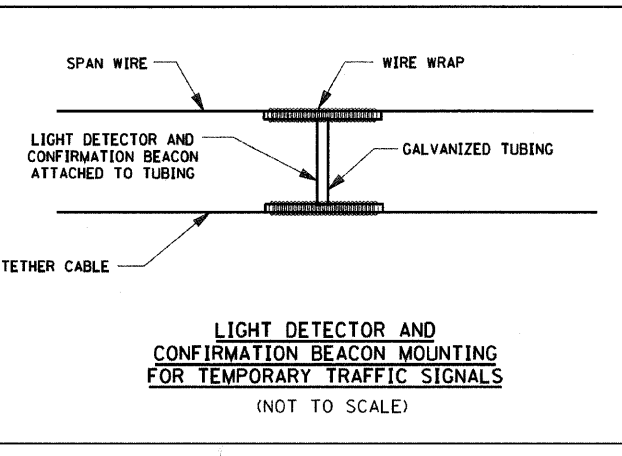 SPAN WIRE
WIRE WRAP
LIGHT DETECTOR AND
CONFIRMATION BEACON
ATTACHED TO TUBING
GALVANIZED TUBING
TETHER CABLE
LIGHT DETECTOR AND
CONFIRMATION BEACON MOUNTING
FOR TEMPORARY TRAFFIC SIGNALS
(NOT TO SCALE)